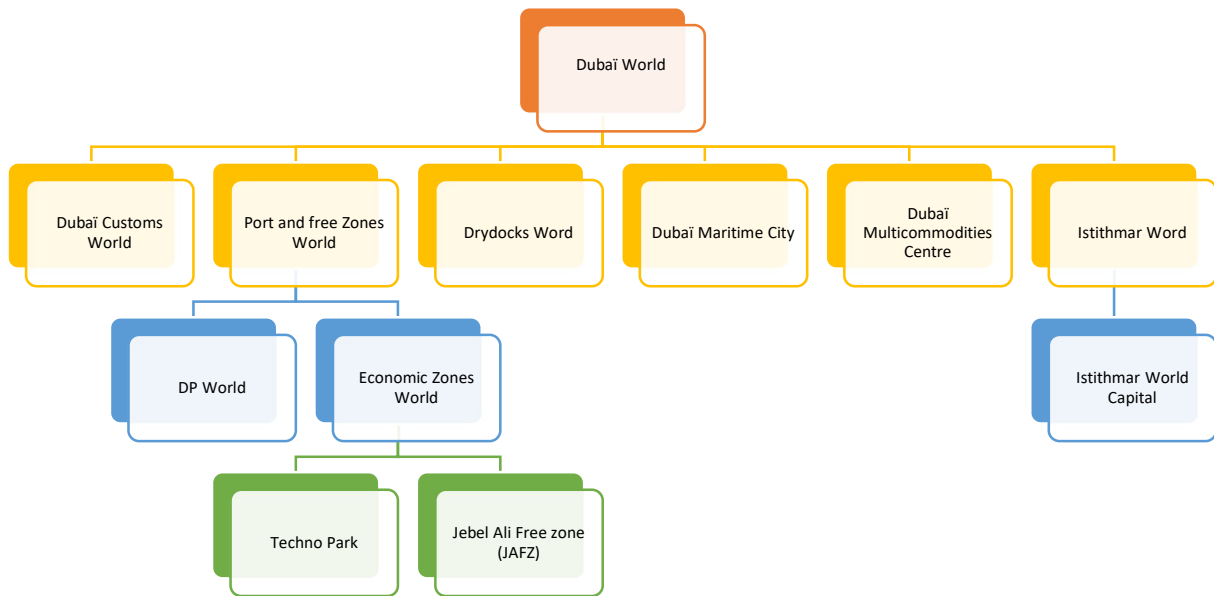 Dubaï World
Dubaï Customs
World
Port and free Zones
World
Drydocks Word
Dubaï Maritime City
Dubaï
Multicommodities
Centre
Istithmar Word
DP World
Economic Zones
World
Istithmar World
Capital
Techno Park
Jebel Ali Free zone
(JAFZ)